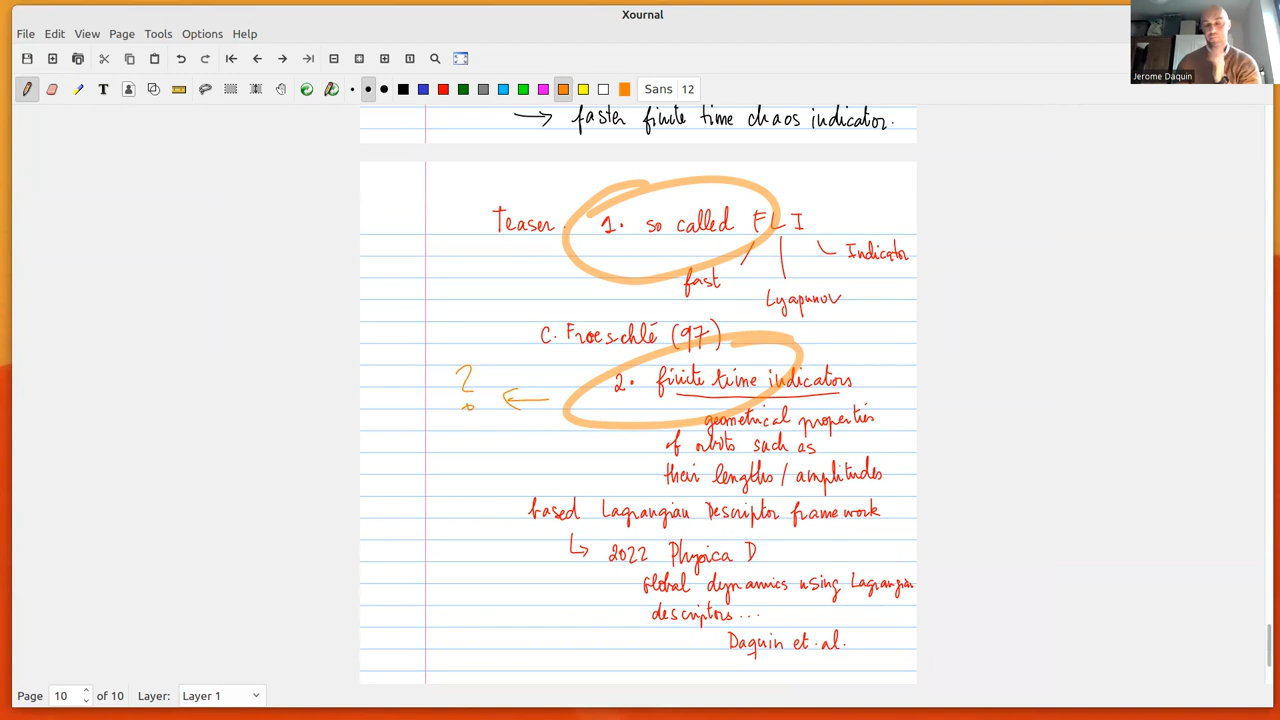 Xournal
File Edit View Page Tools Options Help
Sans 12
Jerome Daquin
→ faster finite time chaos indicator.
Teaser. 1. so called FLI
Indicator
fast
Lyapunov
C. Froeschlé (97)
2. finite time indicators
?
geometrical properties
of orbits such as
their lengths / amplitudes
based Lagrangian Descriptor framework
2022 Physica D
Global dynamics using Lagrangian
descriptors...
Daquin et. al.
Page 10 of 10 Layer: Layer 1